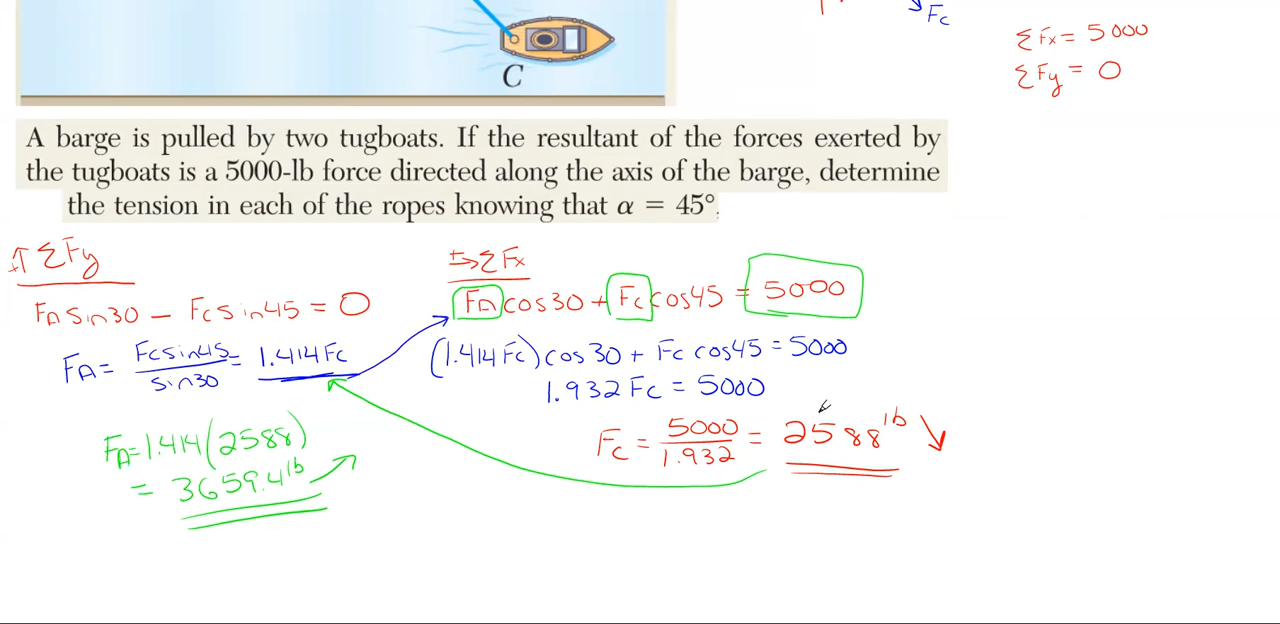 Fc
ΣFx = 5000
ΣFy = 0
C
A barge is pulled by two tugboats. If the resultant of the forces exerted by
the tugboats is a 5000-lb force directed along the axis of the barge, determine
the tension in each of the ropes knowing that α = 45°.
↑ΣFy
FA sin30 - Fc sin45 = 0
FA = Fc sin45 / sin30 = 1.414Fc
FA = 1.414(2588)
= 3659.4 lb
ΣFx
FA cos30 + Fc cos45 = 5000
(1.414Fc) cos30 + Fc cos45 = 5000
1.932 Fc = 5000
Fc = 5000 / 1.932 = 2588 lb